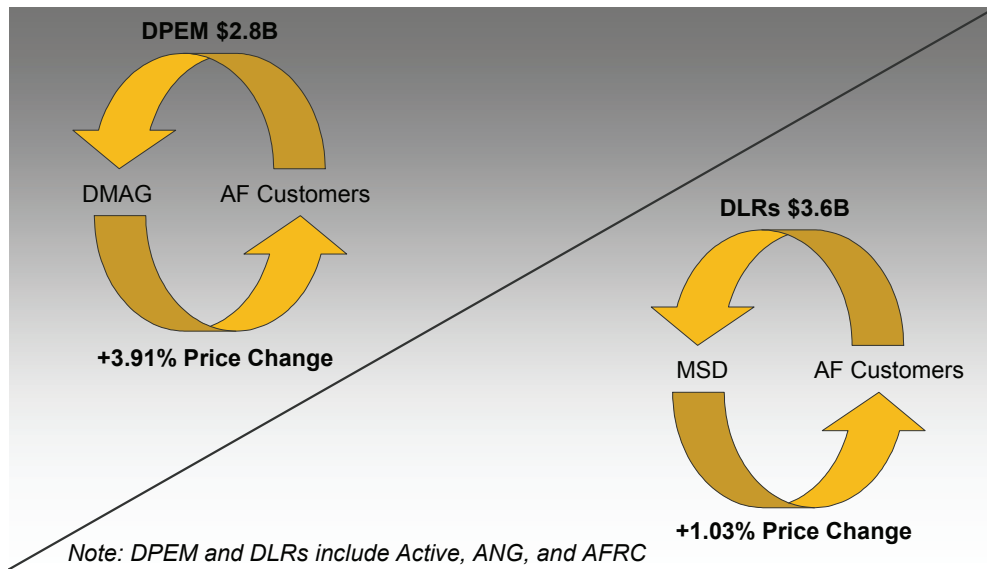 DPEM $2.8B
DMAG
AF Customers
+3.91% Price Change
DLRs $3.6B
MSD
AF Customers
+1.03% Price Change
Note: DPEM and DLRs include Active, ANG, and AFRC